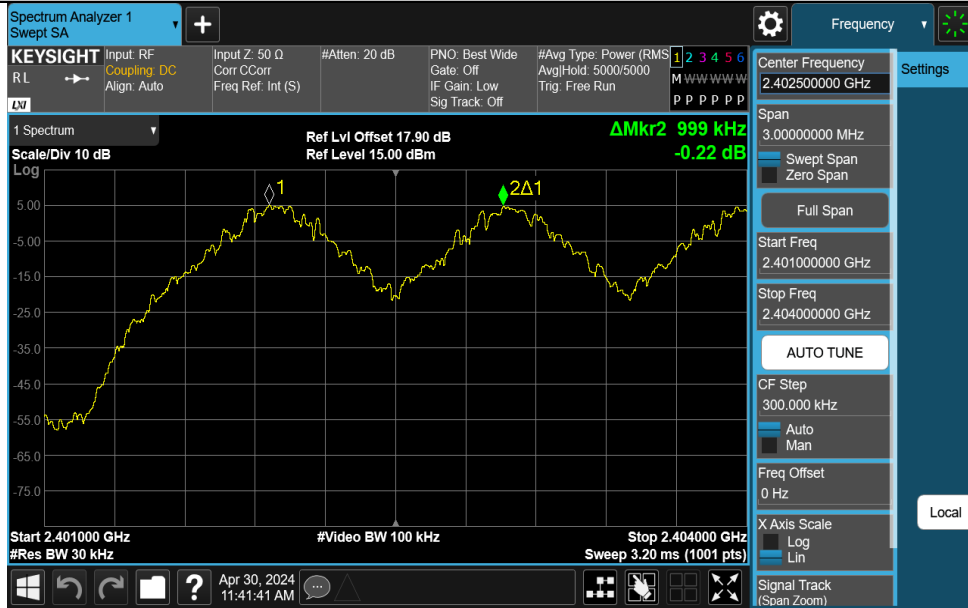 Spectrum Analyzer 1
Swept SA
+
Frequency
KEYSIGHT
R L
LXI
Input: RF
Coupling: DC
Align: Auto
Input Z: 50 Ω
Corr CCorr
Freq Ref: Int (S)
#Atten: 20 dB
PNO: Best Wide
Gate: Off
IF Gain: Low
Sig Track: Off
#Avg Type: Power (RMS
Avg|Hold: 5000/5000
Trig: Free Run
1 2 3 4 5 6
M W W W W W
P P P P P P
1 Spectrum
Scale/Div 10 dB
Log
Ref Lvl Offset 17.90 dB
Ref Level 15.00 dBm
ΔMkr2 999 kHz
-0.22 dB
1
2Δ1
5.00
-5.00
-15.0
-25.0
-35.0
-45.0
-55.0
-65.0
-75.0
Start 2.401000 GHz
#Video BW 100 kHz
Stop 2.404000 GHz
#Res BW 30 kHz
Sweep 3.20 ms (1001 pts)
Center Frequency
2.402500000 GHz
Settings
Span
3.00000000 MHz
Swept Span
Zero Span
Full Span
Start Freq
2.401000000 GHz
Stop Freq
2.404000000 GHz
AUTO TUNE
CF Step
300.000 kHz
Auto
Man
Freq Offset
0 Hz
Local
X Axis Scale
Log
Lin
Signal Track
(Span Zoom)
?
Apr 30, 2024
11:41:41 AM